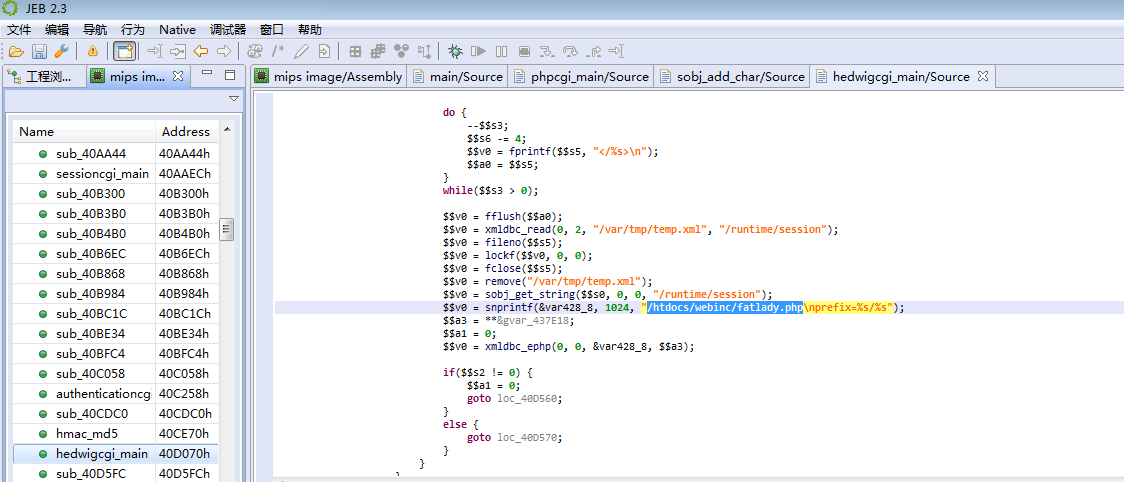 JEB 2.3
文件 编辑 导航 行为 Native 调试器 窗口 帮助
工程浏... mips im...
mips image/Assembly main/Source phpcgi_main/Source sobj_add_char/Source hedwigcgi_main/Source
Name Address
sub_40AA44 40AA44h
sessioncgi_main 40AAECh
sub_40B300 40B300h
sub_40B3B0 40B3B0h
sub_40B4B0 40B4B0h
sub_40B6EC 40B6ECh
sub_40B868 40B868h
sub_40B984 40B984h
sub_40BC1C 40BC1Ch
sub_40BE34 40BE34h
sub_40BFC4 40BFC4h
sub_40C058 40C058h
authenticationcg 40C258h
sub_40CDC0 40CDC0h
hmac_md5 40CE70h
hedwigcgi_main 40D070h
sub_40D5FC 40D5FCh
do {
--$$s3;
$$s6 -= 4;
$$v0 = fprintf($$s5, "</%s>\n");
$$a0 = $$s5;
}
while($$s3 > 0);
$$v0 = fflush($$a0);
$$v0 = xmldbc_read(0, 2, "/var/tmp/temp.xml", "/runtime/session");
$$v0 = fileno($$s5);
$$v0 = lockf($$v0, 0, 0);
$$v0 = fclose($$s5);
$$v0 = remove("/var/tmp/temp.xml");
$$v0 = sobj_get_string($$s0, 0, 0, "/runtime/session");
$$v0 = snprintf(&var428_8, 1024, "/htdocs/webinc/fatlady.php\nprefix=%s/%s");
$$a3 = **&gvar_437E18;
$$a1 = 0;
$$v0 = xmldbc_ephp(0, 0, &var428_8, $$a3);
if($$s2 != 0) {
$$a1 = 0;
goto loc_40D560;
}
else {
goto loc_40D570;
}
}